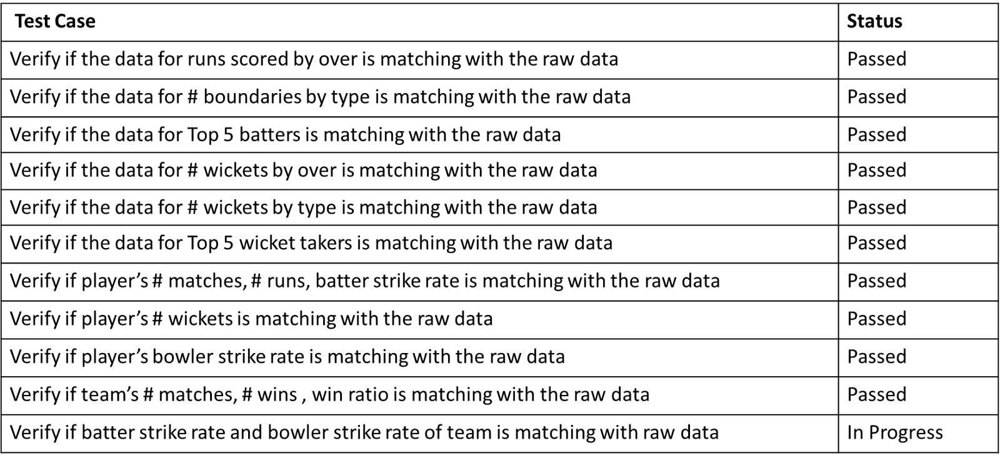 Test Case Status
Verify if the data for runs scored by over is matching with the raw data Passed
Verify if the data for # boundaries by type is matching with the raw data Passed
Verify if the data for Top 5 batters is matching with the raw data Passed
Verify if the data for # wickets by over is matching with the raw data Passed
Verify if the data for # wickets by type is matching with the raw data Passed
Verify if the data for Top 5 wicket takers is matching with the raw data Passed
Verify if player’s # matches, # runs, batter strike rate is matching with the raw data Passed
Verify if player’s # wickets is matching with the raw data Passed
Verify if player’s bowler strike rate is matching with the raw data Passed
Verify if team’s # matches, # wins , win ratio is matching with the raw data Passed
Verify if batter strike rate and bowler strike rate of team is matching with raw data In Progress